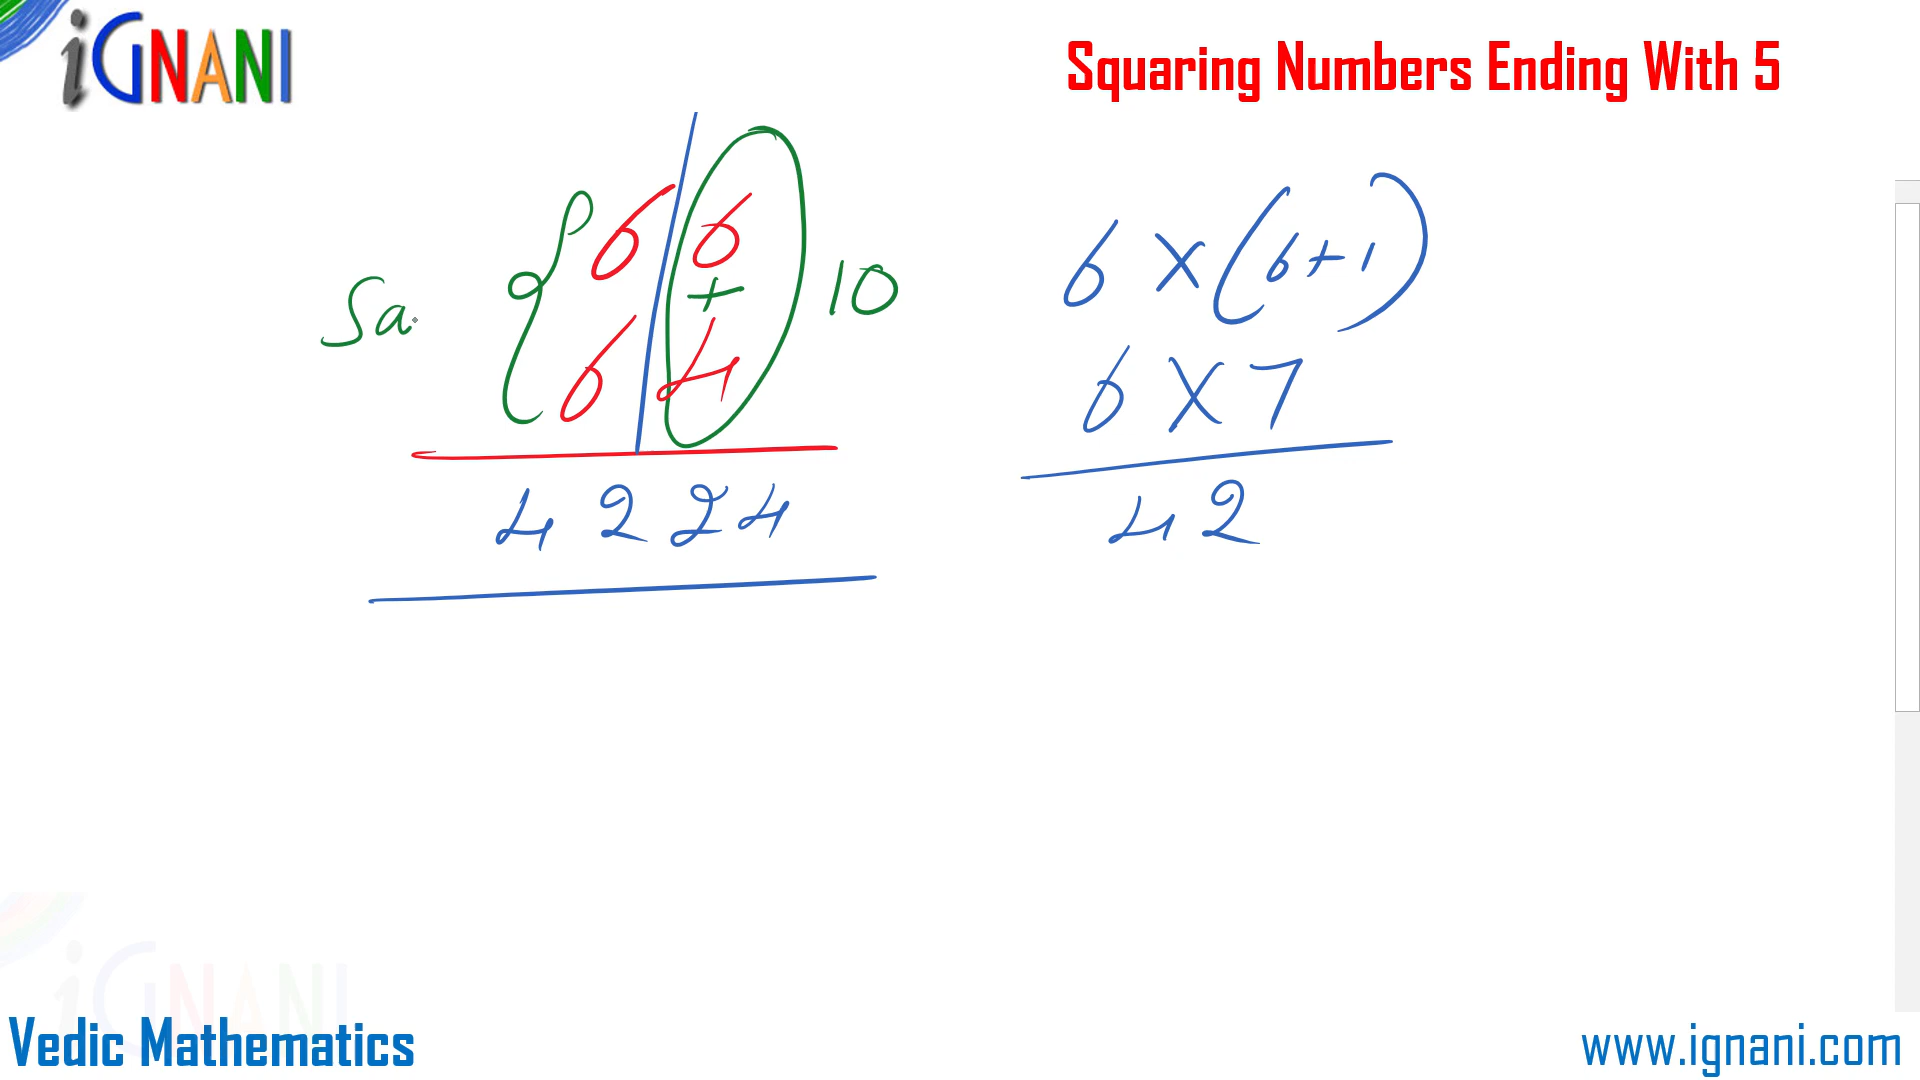 iGNANI
Squaring Numbers Ending With 5
6 6
+
6 4
10
Sa
4 2 2 4
6 × (6+1)
6 × 7
4 2
iGNANI
Vedic Mathematics
www.ignani.com